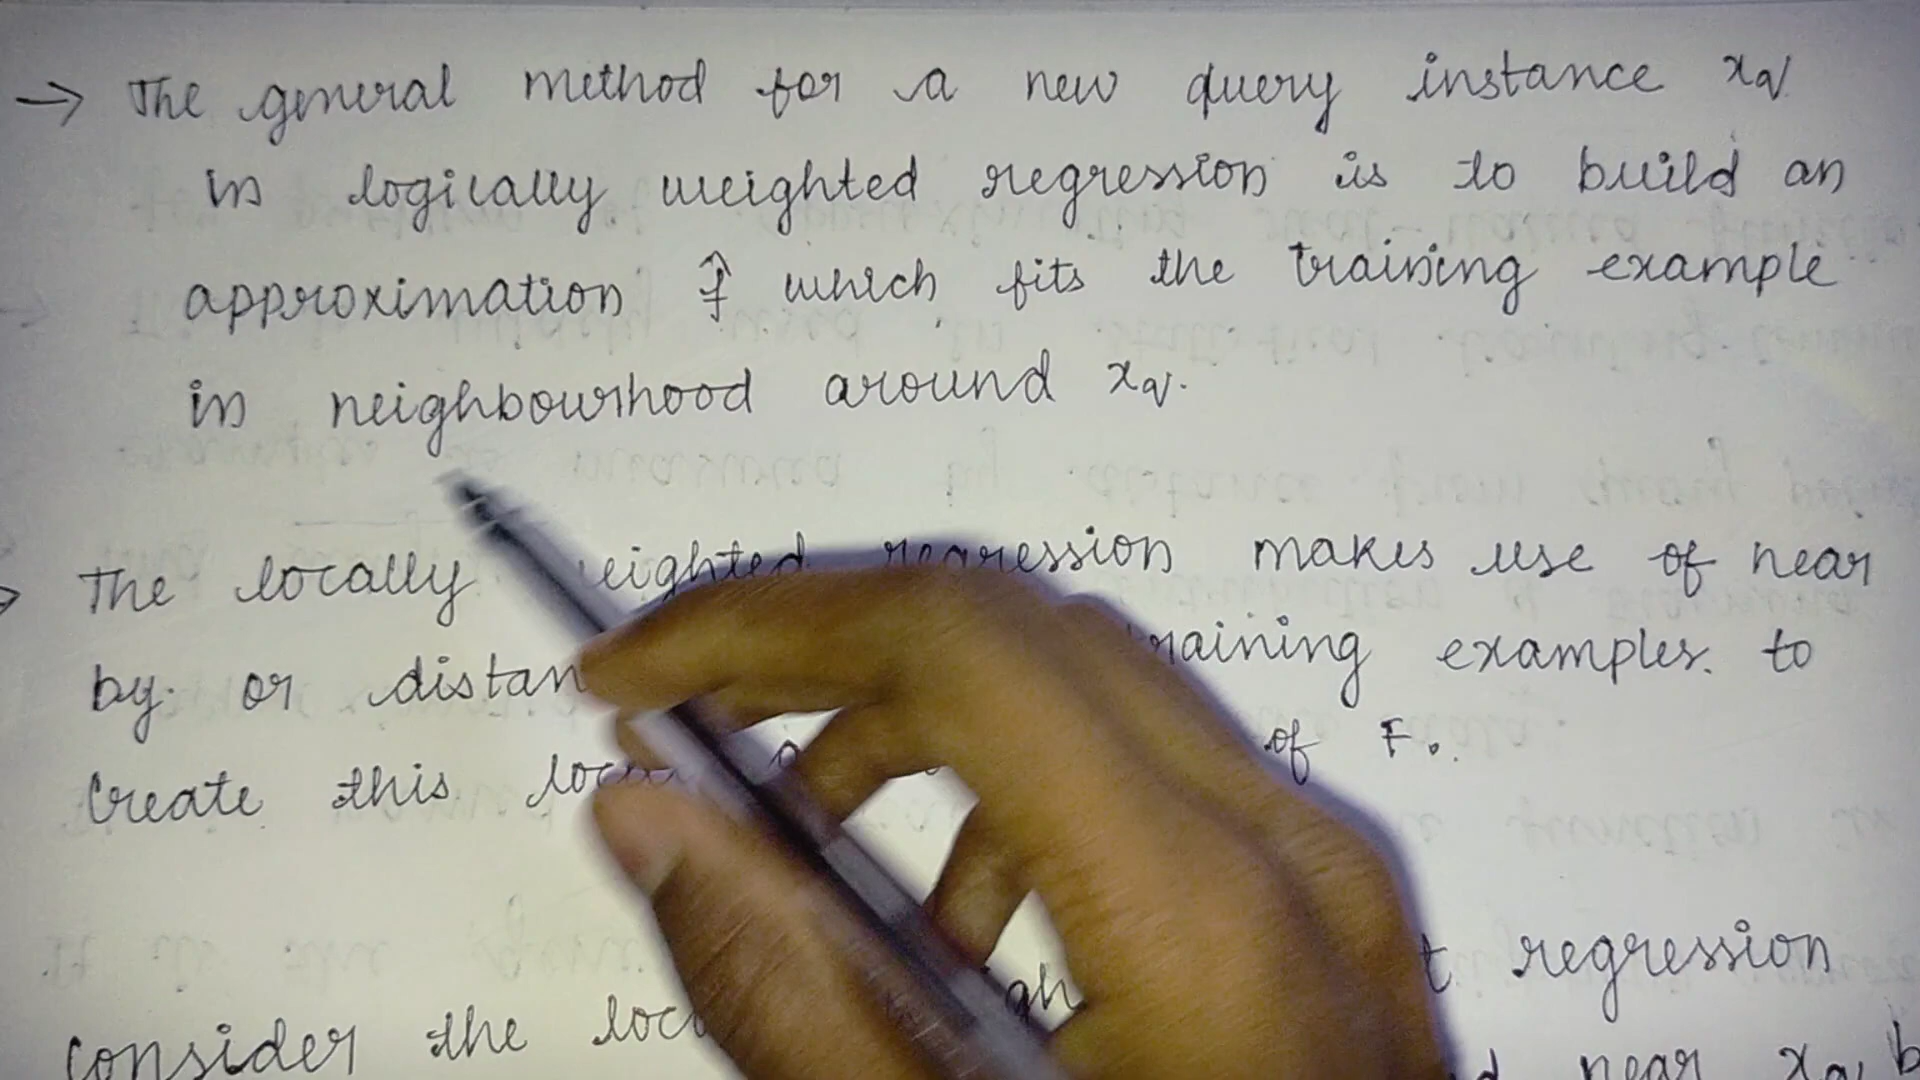 → The general method for a new query instance xq
in logically weighted regression is to build an
approximation f̂ which fits the training example
in neighbourhood around xq.
The locally regression makes use of near
by or training examples. to
Create this of F.
regression
Consider the near xq